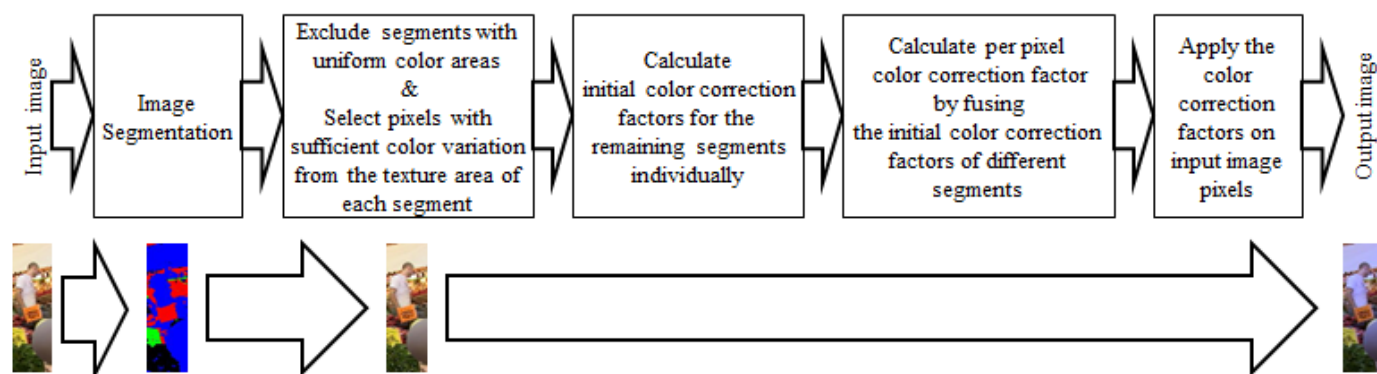 Input image
Image
Segmentation
Exclude segments with
uniform color areas
&
Select pixels with
sufficient color variation
from the texture area of
each segment
Calculate
initial color correction
factors for the
remaining segments
individually
Calculate per pixel
color correction factor
by fusing
the initial color correction
factors of different
segments
Apply the
color
correction
factors on
input image
pixels
Output image